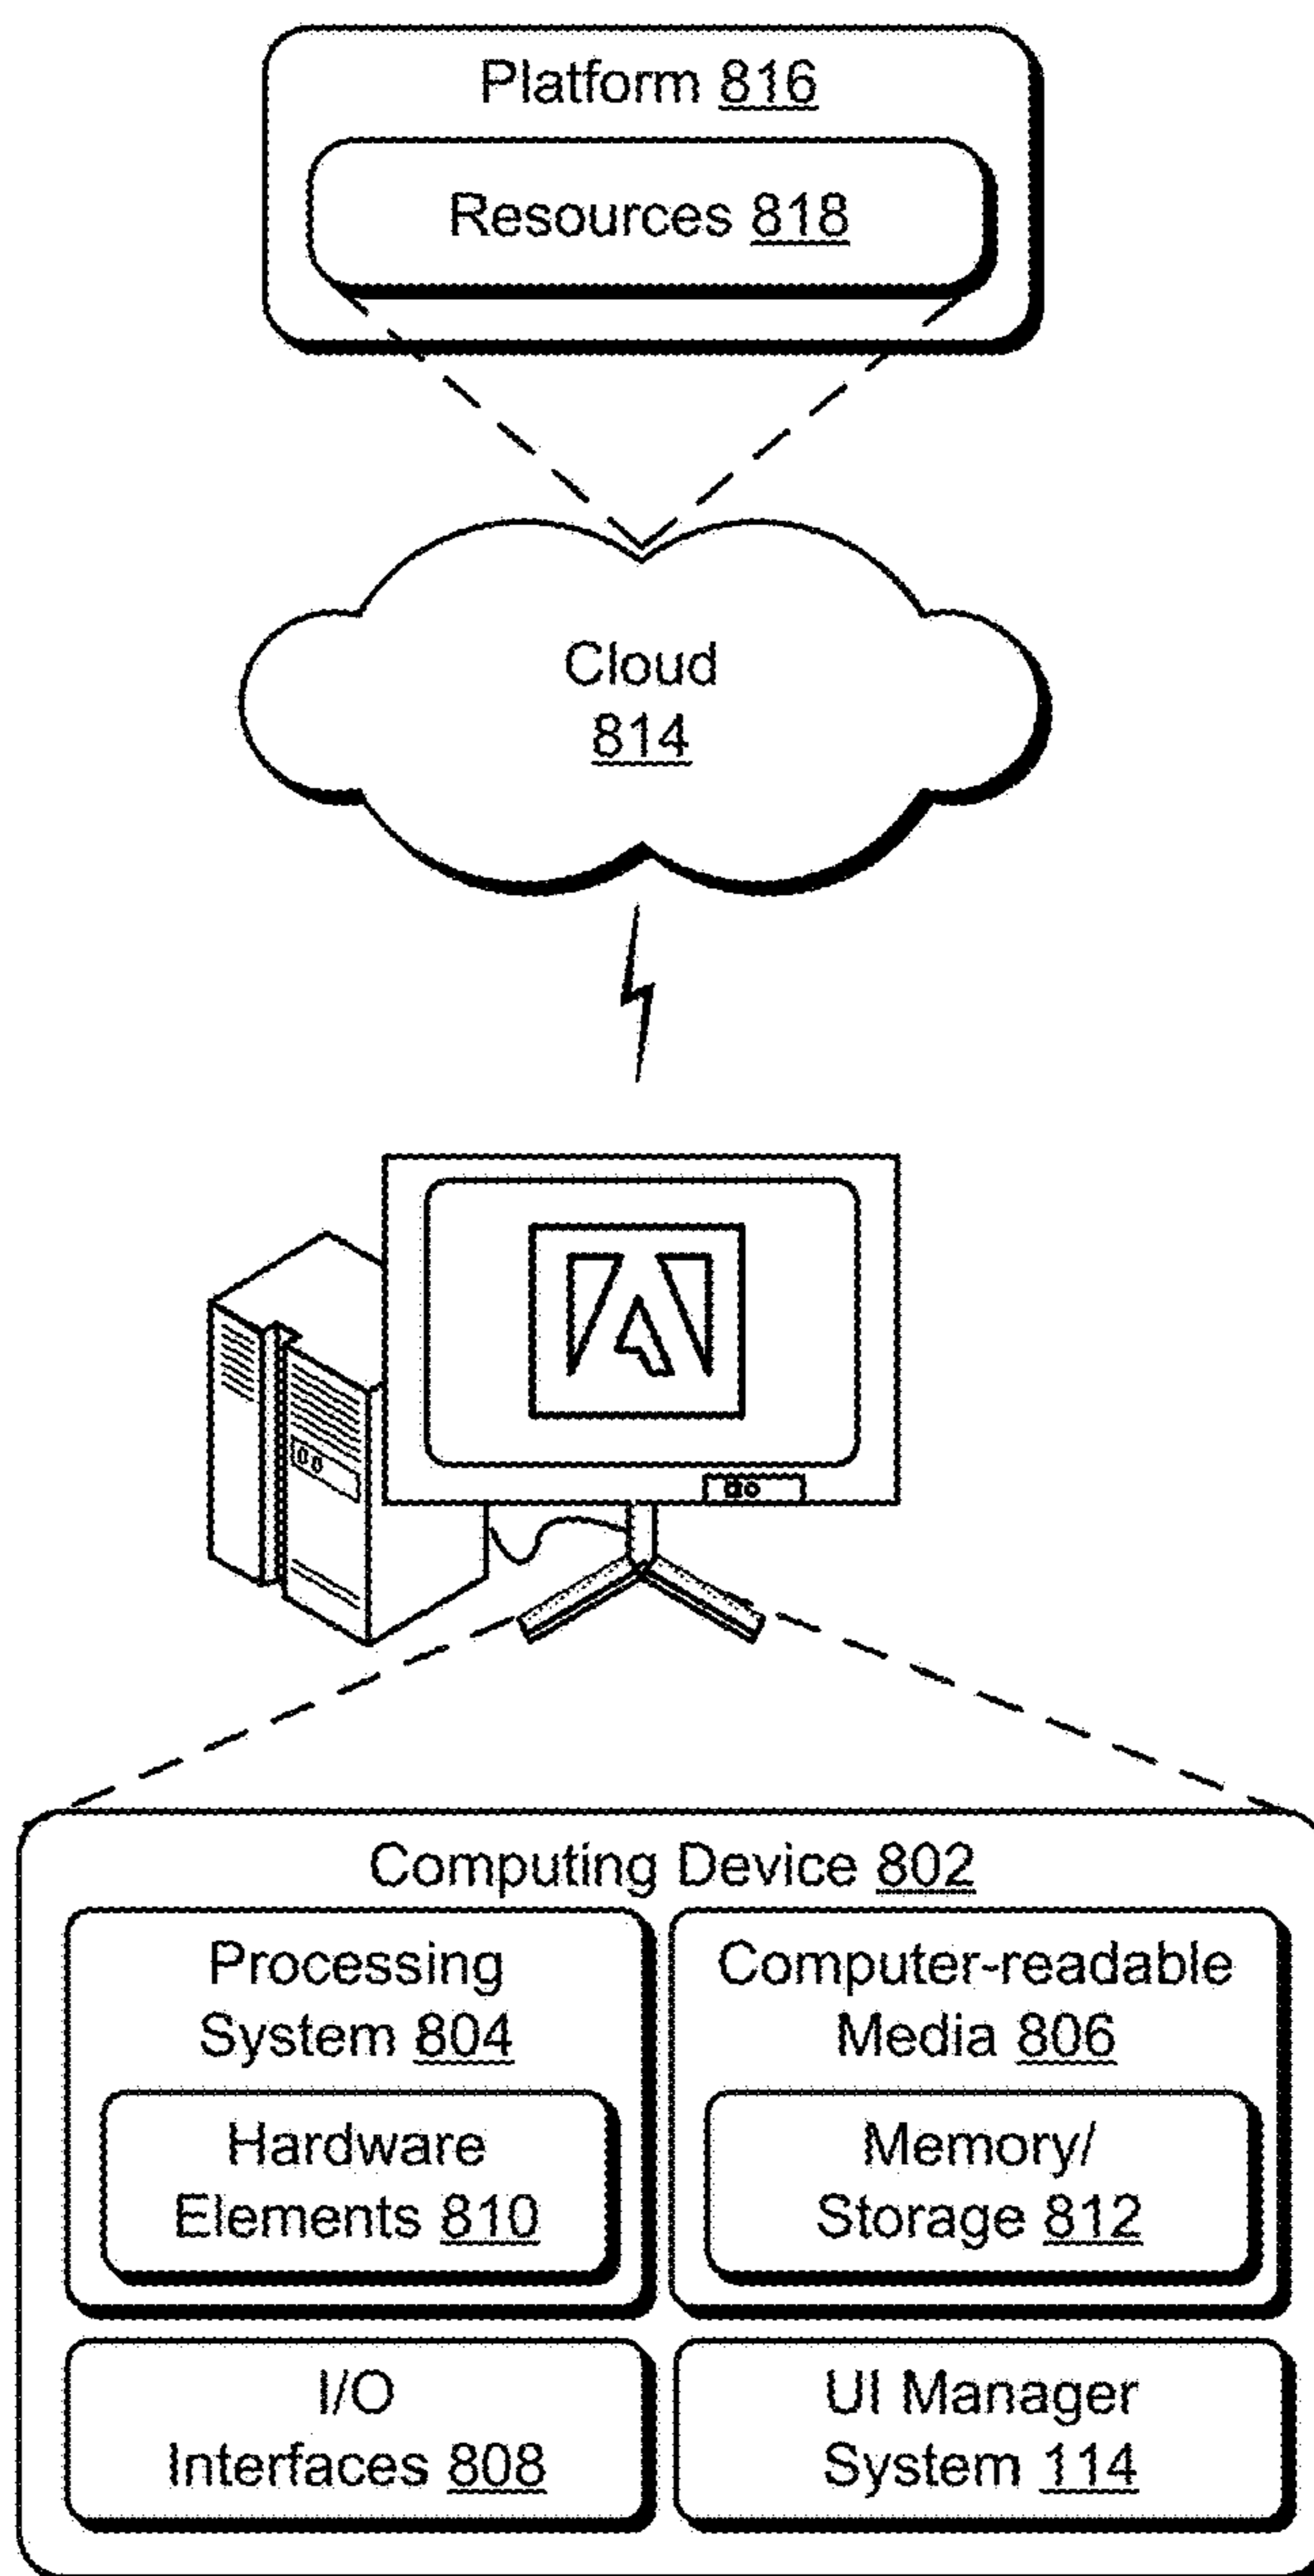 Platform 816
Resources 818
Cloud
814
Computing Device 802
Processing
System 804
Hardware
Elements 810
Computer-readable
Media 806
Memory/
Storage 812
I/O
Interfaces 808
UI Manager
System 114